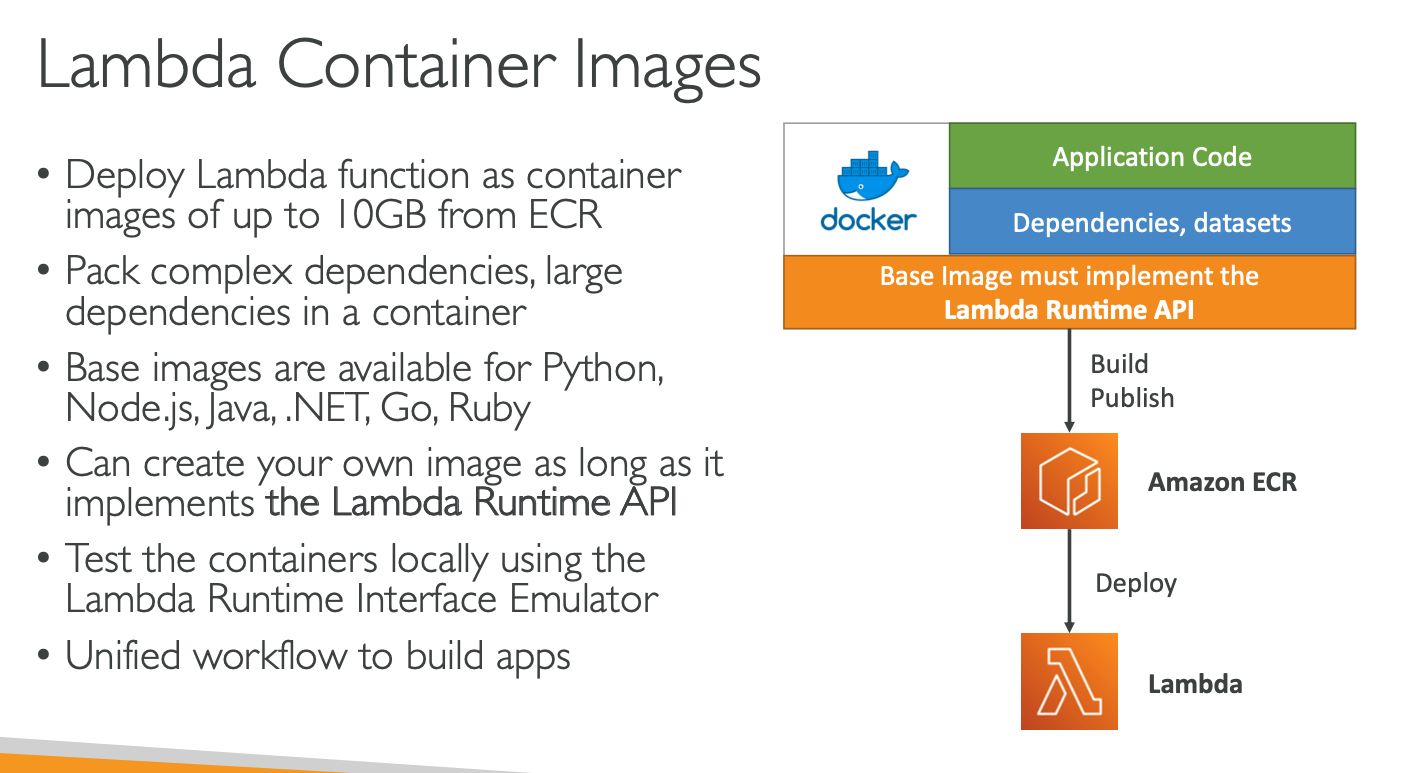 Lambda Container Images
• Deploy Lambda function as container
images of up to 10GB from ECR
• Pack complex dependencies, large
dependencies in a container
• Base images are available for Python,
Node.js, Java, .NET, Go, Ruby
• Can create your own image as long as it
implements the Lambda Runtime API
• Test the containers locally using the
Lambda Runtime Interface Emulator
• Unified workflow to build apps
docker
Application Code
Dependencies, datasets
Base Image must implement the
Lambda Runtime API
Build
Publish
Amazon ECR
Deploy
Lambda